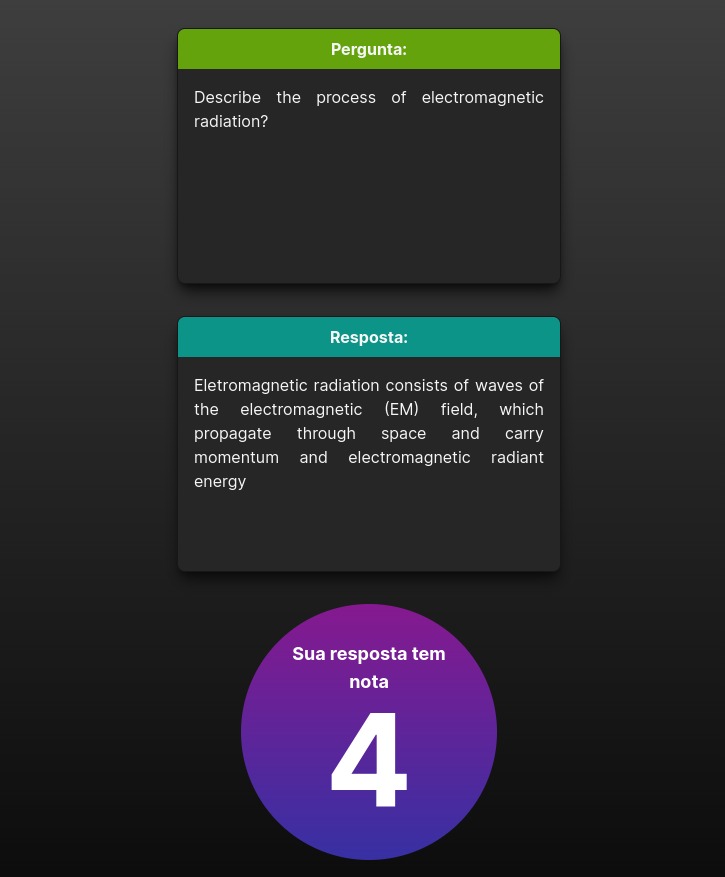 Pergunta:
Describe the process of electromagnetic
radiation?
Resposta:
Eletromagnetic radiation consists of waves of
the electromagnetic (EM) field, which
propagate through space and carry
momentum and electromagnetic radiant
energy
Sua resposta tem
nota
4